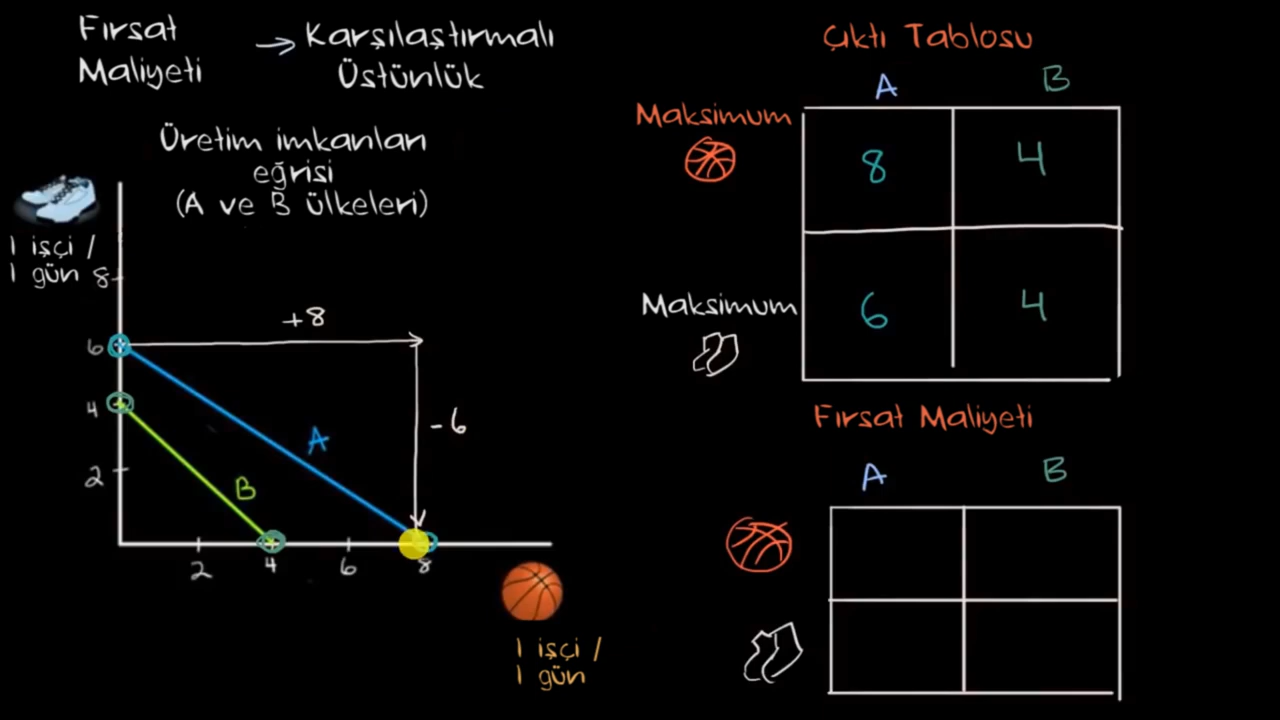 Fırsat
Maliyeti
→ Karşılaştırmalı
Üstünlük
Üretim imkanları
eğrisi
(A ve B ülkeleri)
1 işçi /
1 gün
8
6
4
2
+8
-6
A
B
2
4
6
8
1 işçi /
1 gün
Çıktı Tablosu
A B
Maksimum
8 4
Maksimum
6 4
Fırsat Maliyeti
A B